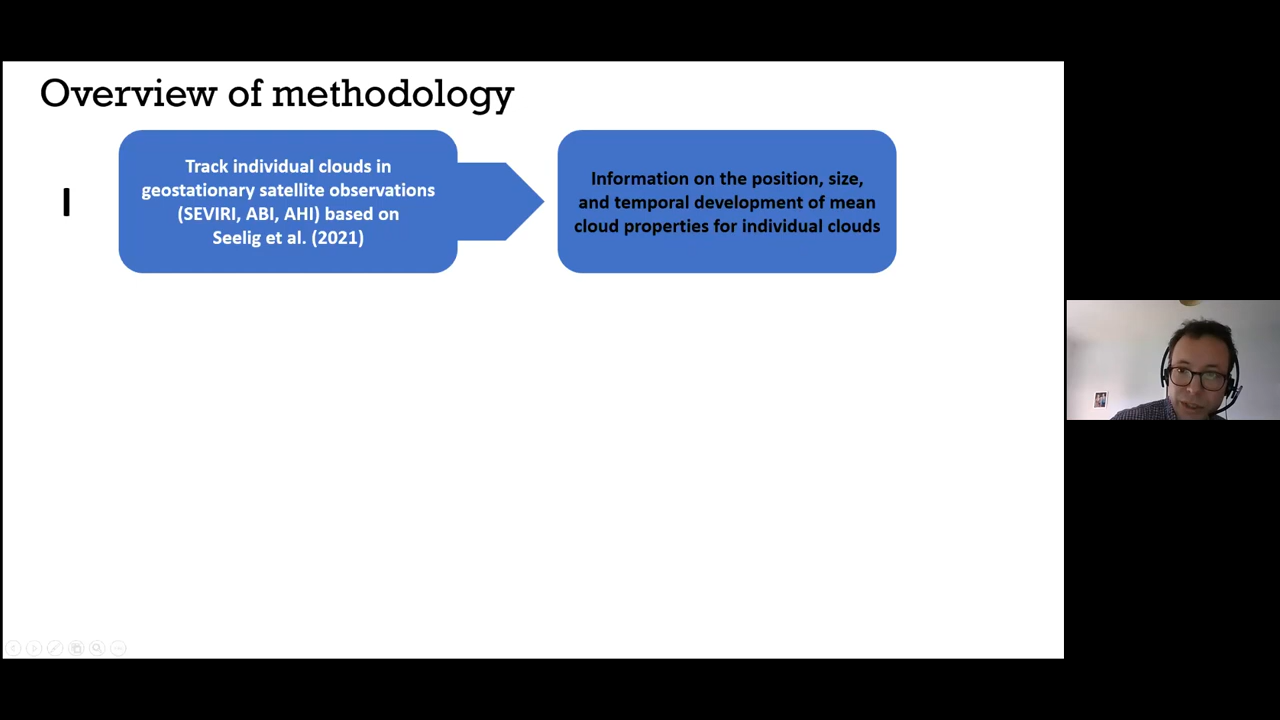 Overview of methodology
I
Track individual clouds in
geostationary satellite observations
(SEVIRI, ABI, AHI) based on
Seelig et al. (2021)
Information on the position, size,
and temporal development of mean
cloud properties for individual clouds